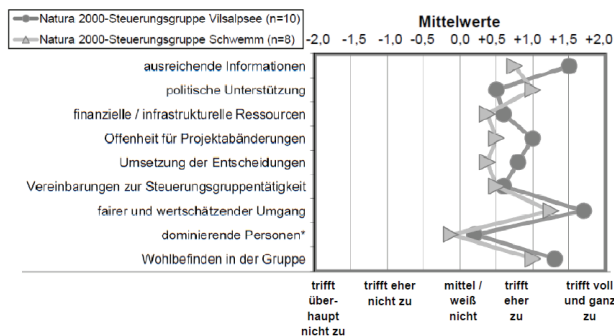 Natura 2000-Steuerungsgruppe Vilsalpsee (n=10)
Natura 2000-Steuerungsgruppe Schwemm (n=8)
Mittelwerte
-2,0 -1,5 -1,0 -0,5 0,0 +0,5 +1,0 +1,5 +2,0
ausreichende Informationen
politische Unterstützung
finanzielle / infrastrukturelle Ressourcen
Offenheit für Projektabänderungen
Umsetzung der Entscheidungen
Vereinbarungen zur Steuerungsgruppentätigkeit
fairer und wertschätzender Umgang
dominierende Personen*
Wohlbefinden in der Gruppe
trifft über- haupt nicht zu
trifft eher nicht zu
mittel / weiß nicht
trifft eher zu
trifft voll und ganz zu